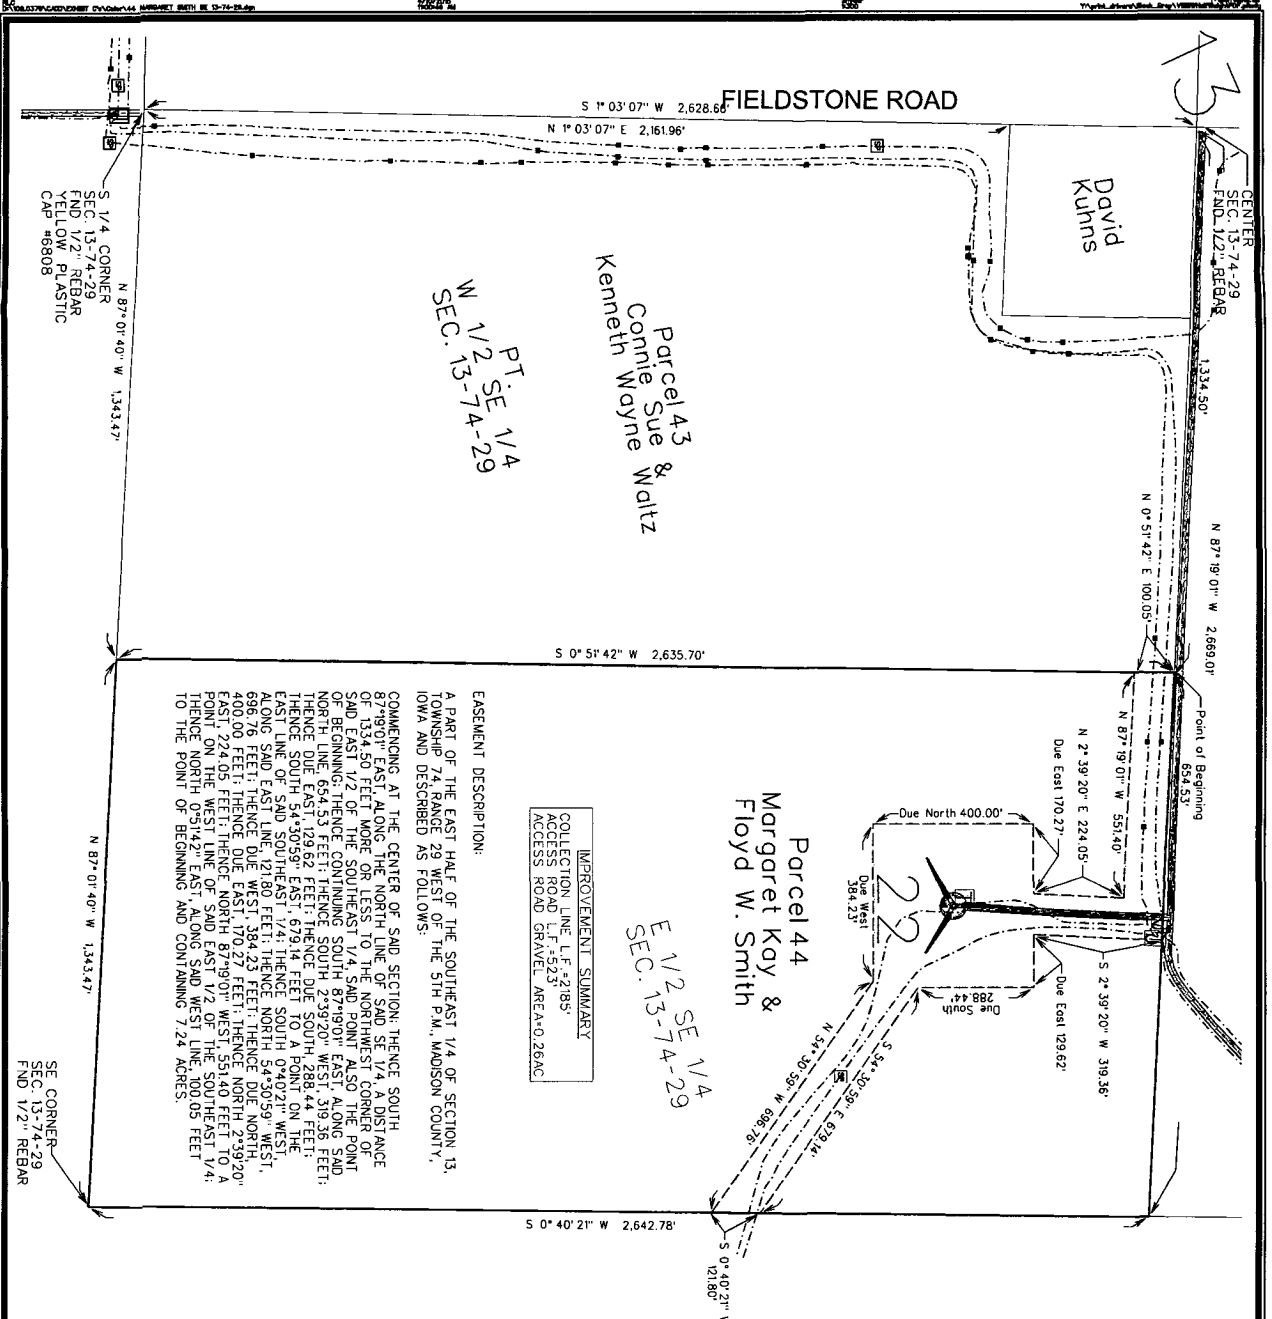 FIELDSTONE ROAD
S 1° 03' 07" W 2,628.66'
N 1° 03' 07" E 2,161.96'
13
CENTER
SEC. 13-74-29
FND 1/2" REBAR
David
Kuhns
1,334.50'
N 87° 19' 01" W 2,669.01'
N 0° 51' 42" E 100.05'
S 1/4 CORNER
SEC. 13-74-29
FND 1/2" REBAR
YELLOW PLASTIC
CAP #6808
N 87° 01' 40" W 1,343.47'
Parcel 43
Connie Sue &
Kenneth Wayne Waltz
PT.
W 1/2 SE 1/4
SEC. 13-74-29
S 0° 51' 42" W 2,635.70'
Point of Beginning
654.53'
N 87° 19' 01" W 551.40'
N 2° 39' 20" E 224.05'
Due East 170.27'
Due North 400.00'
Due West
384.23'
22
S 2° 39' 20" W 319.36'
Due East 129.62'
Due South
288.44'
S 54° 30' 59" E 679.14'
N 54° 30' 59" W 696.76'
Parcel 44
Margaret Kay &
Floyd W. Smith
E 1/2 SE 1/4
SEC. 13-74-29
IMPROVEMENT SUMMARY
COLLECTION LINE L.F.=2185'
ACCESS ROAD L.F.=523'
ACCESS ROAD GRAVEL AREA=0.26AC
EASEMENT DESCRIPTION:
A PART OF THE EAST HALF OF THE SOUTHEAST 1/4 OF SECTION 13,
TOWNSHIP 74, RANGE 29 WEST OF THE 5TH P.M., MADISON COUNTY,
IOWA AND DESCRIBED AS FOLLOWS:
COMMENCING AT THE CENTER OF SAID SECTION; THENCE SOUTH
87°19'01" EAST, ALONG THE NORTH LINE OF SAID SE 1/4, A DISTANCE
OF 1334.50 FEET MORE OR LESS TO THE NORTHWEST CORNER OF
SAID EAST 1/2 OF THE SOUTHEAST 1/4, SAID POINT ALSO THE POINT
OF BEGINNING; THENCE CONTINUING SOUTH 87°19'01" EAST, ALONG SAID
NORTH LINE, 654.53 FEET; THENCE SOUTH 2°39'20" WEST, 319.36 FEET;
THENCE DUE EAST, 129.62 FEET; THENCE DUE SOUTH, 288.44 FEET;
THENCE SOUTH 54°30'59" EAST, 679.14 FEET TO A POINT ON THE
EAST LINE OF SAID SOUTHEAST 1/4; THENCE SOUTH 0°40'21" WEST,
ALONG SAID EAST LINE, 121.80 FEET; THENCE NORTH 54°30'59" WEST,
696.76 FEET; THENCE DUE WEST, 384.23 FEET; THENCE DUE NORTH,
400.00 FEET; THENCE DUE EAST, 170.27 FEET; THENCE NORTH 2°39'20"
EAST, 224.05 FEET; THENCE NORTH 87°19'01" WEST, 551.40 FEET TO A
POINT ON THE WEST LINE OF SAID EAST 1/2 OF THE SOUTHEAST 1/4;
THENCE NORTH 0°51'42" EAST, ALONG SAID WEST LINE, 100.05 FEET
TO THE POINT OF BEGINNING AND CONTAINING 7.24 ACRES.
N 87° 01' 40" W 1,343.47'
SE CORNER
SEC. 13-74-29
FND 1/2" REBAR
S 0° 40' 21" W 2,642.78'
S 0° 40' 21"
121.80'